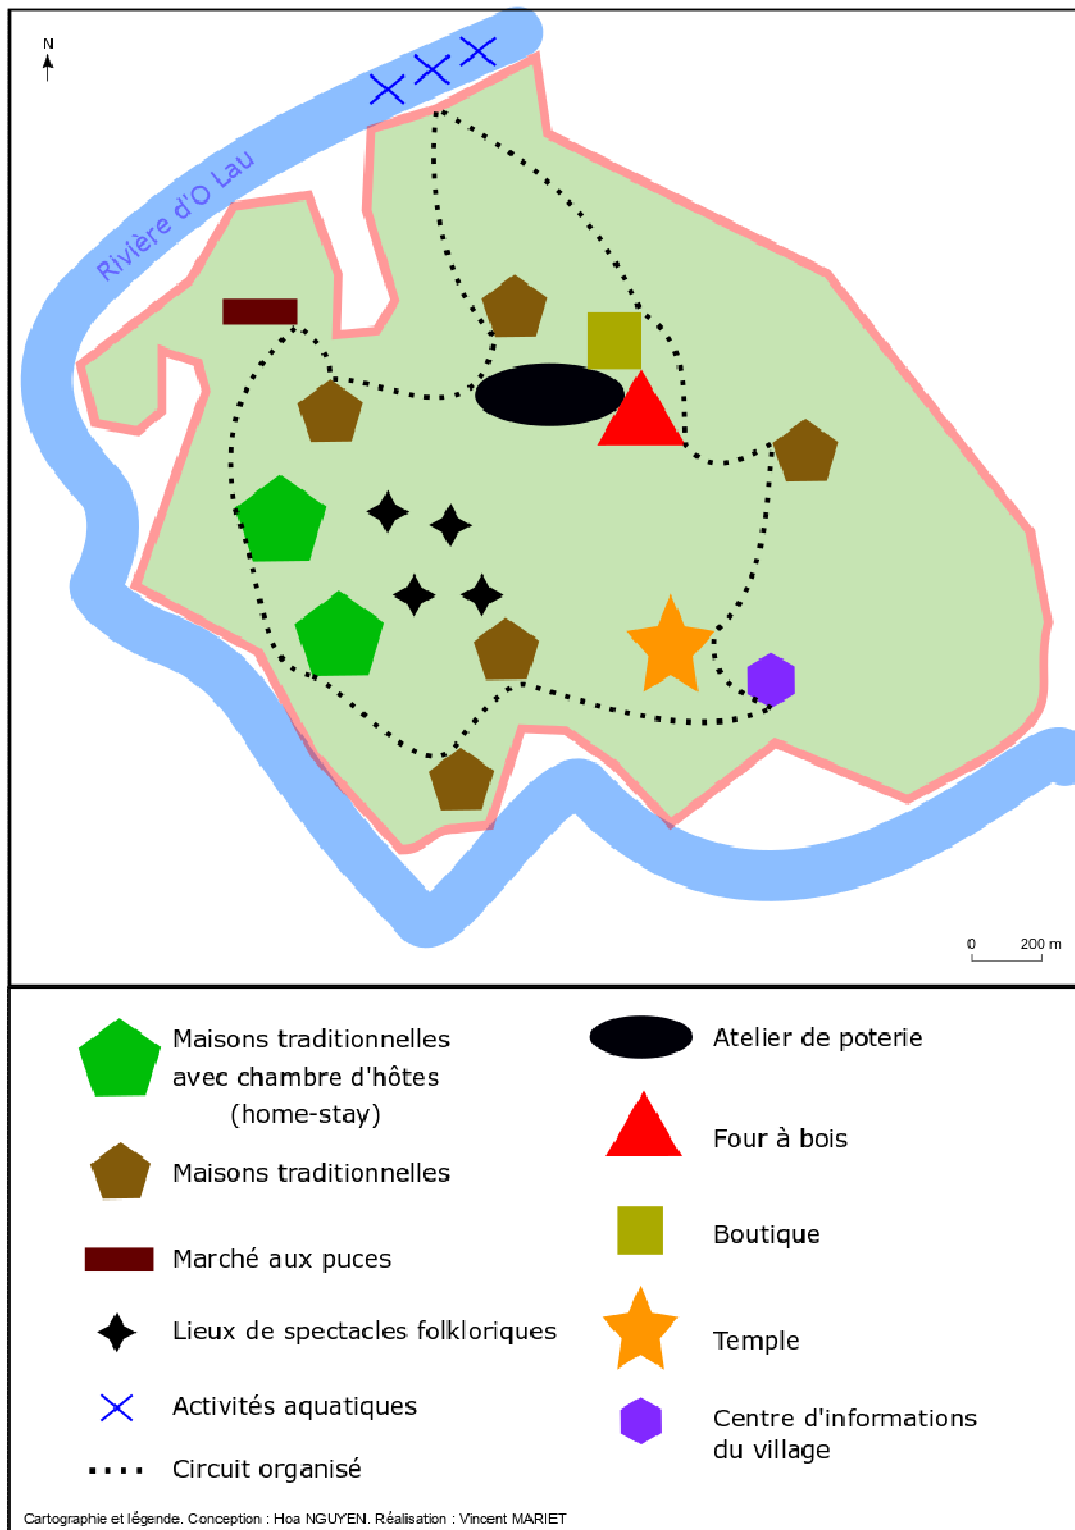 N
Rivière d'O Lau
0 200 m
Maisons traditionnelles
avec chambre d'hôtes
(home-stay)
Maisons traditionnelles
Marché aux puces
Lieux de spectacles folkloriques
Activités aquatiques
Circuit organisé
Atelier de poterie
Four à bois
Boutique
Temple
Centre d'informations
du village
Cartographie et légende. Conception : Hoa NGUYEN. Réalisation : Vincent MARIET